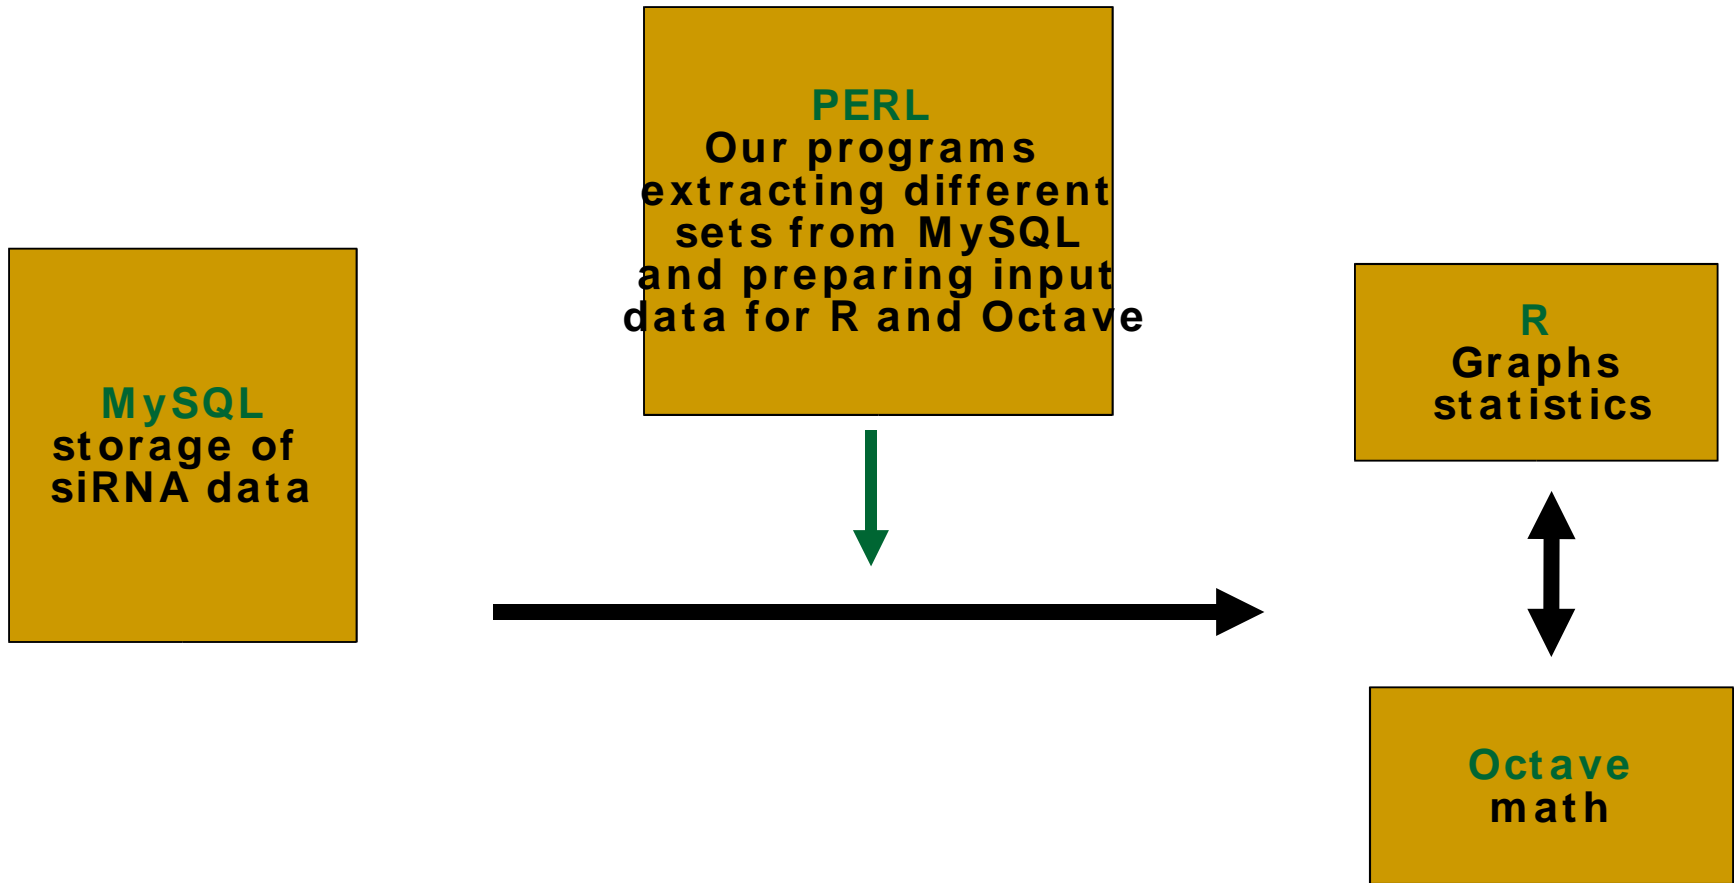 PERL
Our programs
extracting different
sets from MySQL
and preparing input
data for R and Octave
MySQL
storage of
siRNA data
R
Graphs
statistics
Octave
math